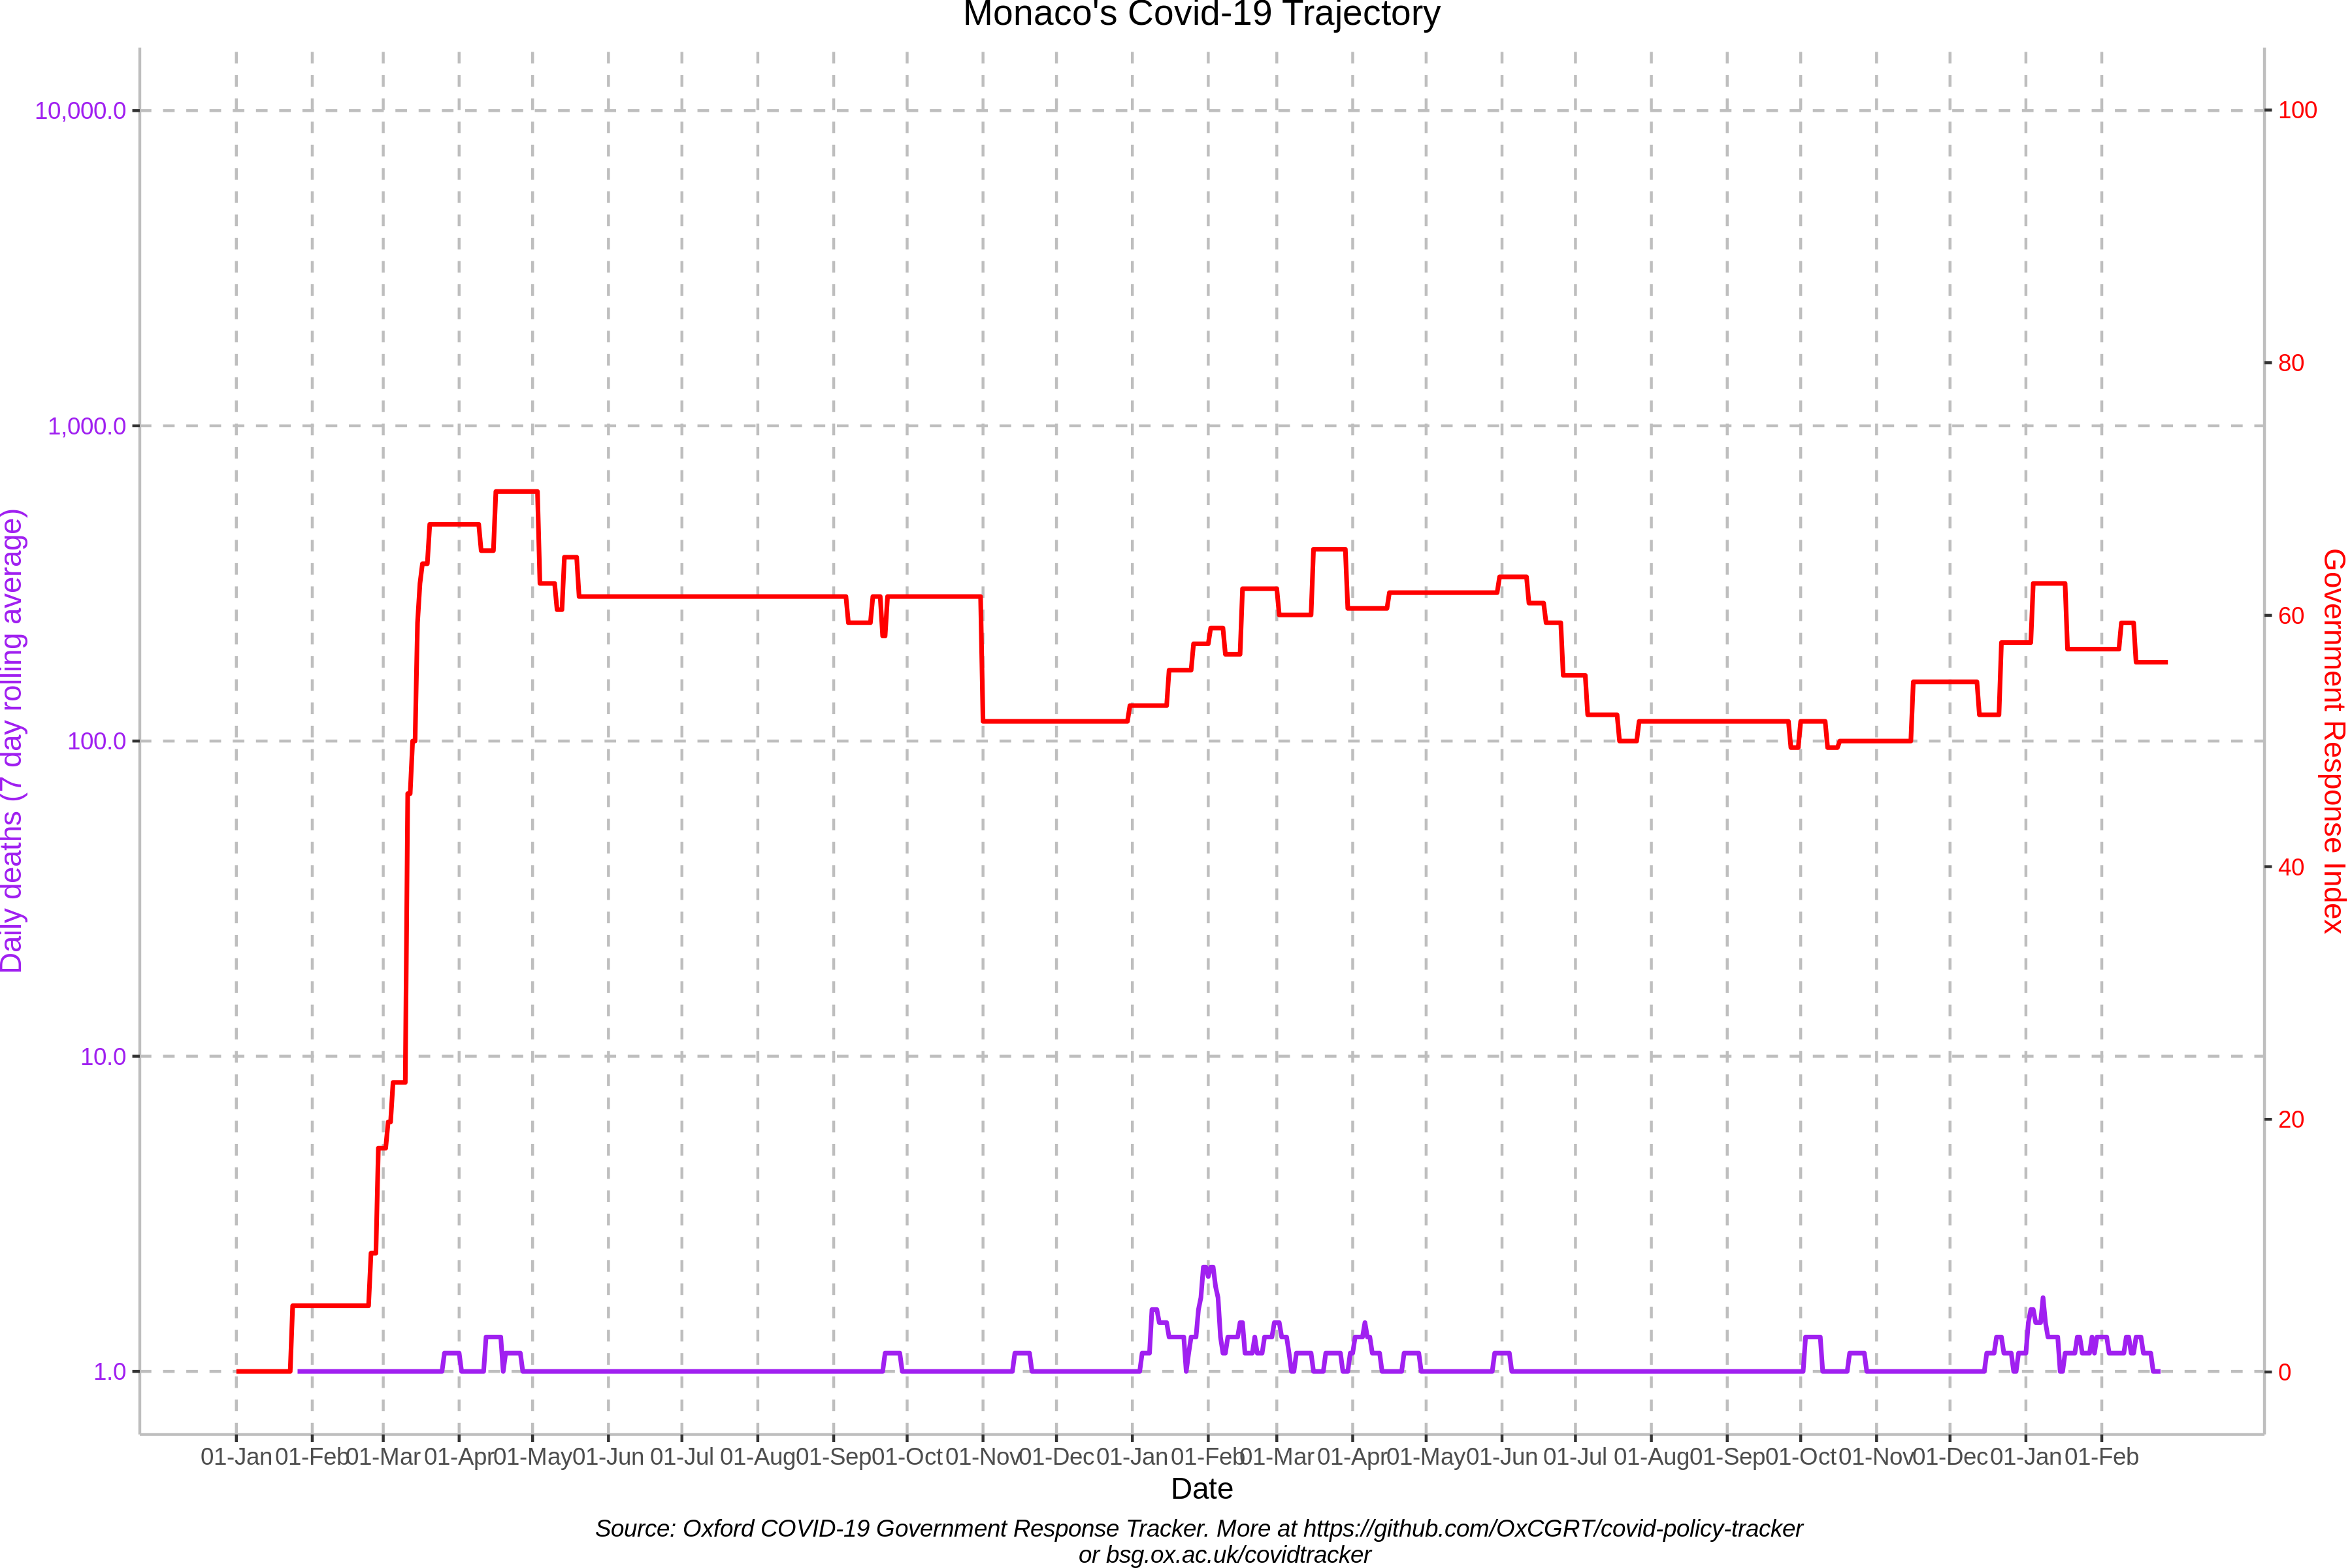 Monaco's Covid-19 Trajectory
10,000.0
1,000.0
100.0
10.0
1.0
Daily deaths (7 day rolling average)
100
80
60
40
20
0
Government Response Index
01-Jan 01-Feb 01-Mar 01-Apr 01-May 01-Jun 01-Jul 01-Aug 01-Sep 01-Oct 01-Nov 01-Dec 01-Jan 01-Feb 01-Mar 01-Apr 01-May 01-Jun 01-Jul 01-Aug 01-Sep 01-Oct 01-Nov 01-Dec 01-Jan 01-Feb
Date
Source: Oxford COVID-19 Government Response Tracker. More at https://github.com/OxCGRT/covid-policy-tracker
or bsg.ox.ac.uk/covidtracker